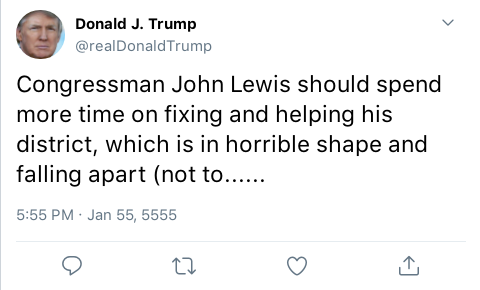 Donald J. Trump
@realDonaldTrump
Congressman John Lewis should spend
more time on fixing and helping his
district, which is in horrible shape and
falling apart (not to......
5:55 PM · Jan 55, 5555